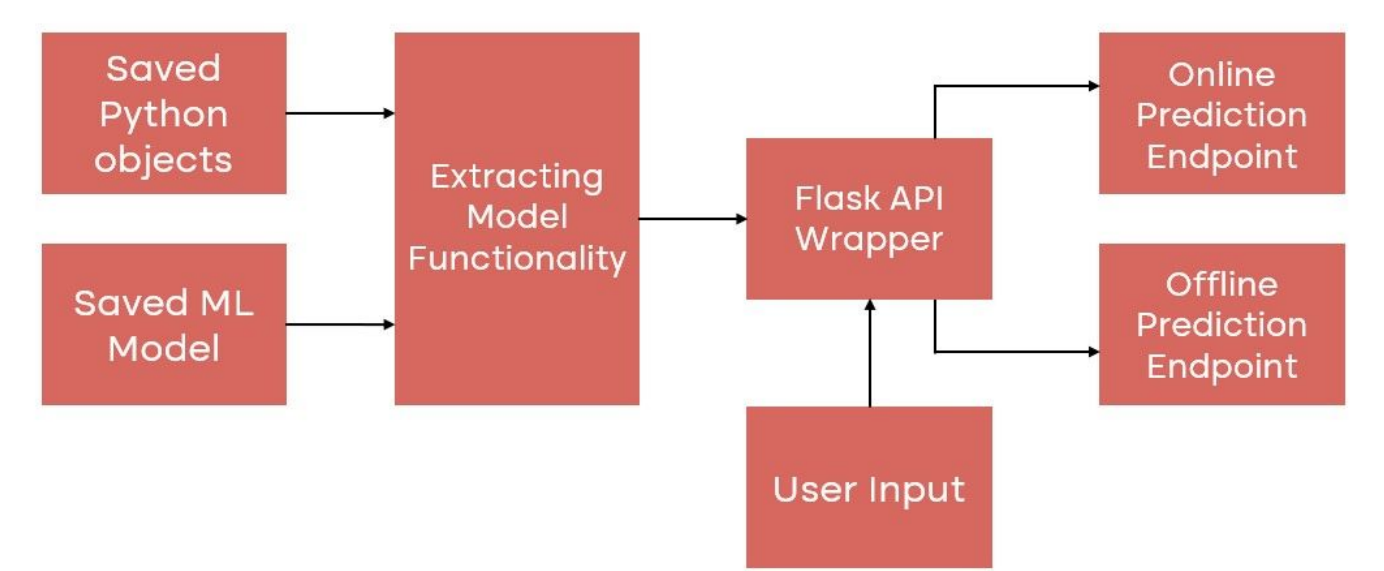 Saved
Python
objects
Saved ML
Model
Extracting
Model
Functionality
Flask API
Wrapper
User Input
Online
Prediction
Endpoint
Offline
Prediction
Endpoint